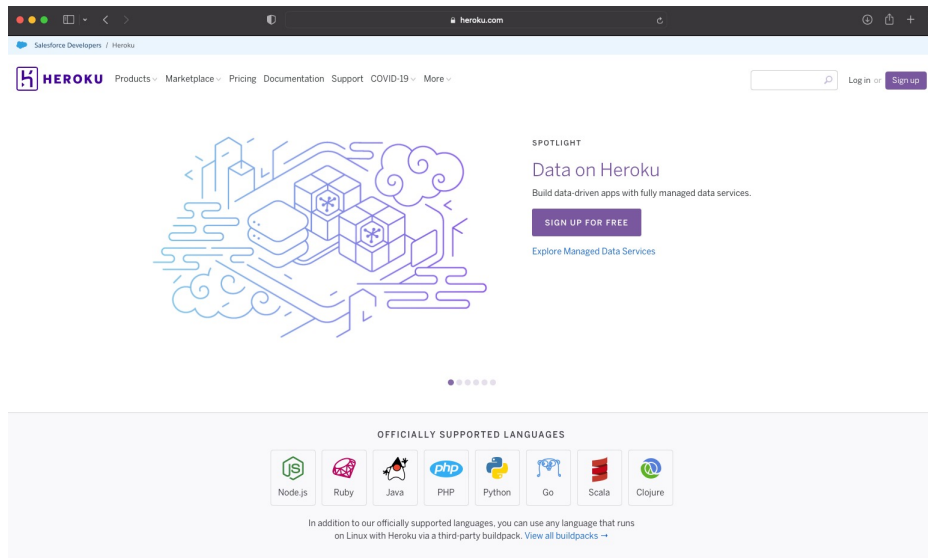 heroku.com
Salesforce Developers / Heroku
HEROKU Products Marketplace Pricing Documentation Support COVID-19 More Log in or Sign up
SPOTLIGHT
Data on Heroku
Build data-driven apps with fully managed data services.
SIGN UP FOR FREE
Explore Managed Data Services
OFFICIALLY SUPPORTED LANGUAGES
JS php
Node.js Ruby Java PHP Python Go Scala Clojure
In addition to our officially supported languages, you can use any language that runs
on Linux with Heroku via a third-party buildpack. View all buildpacks →